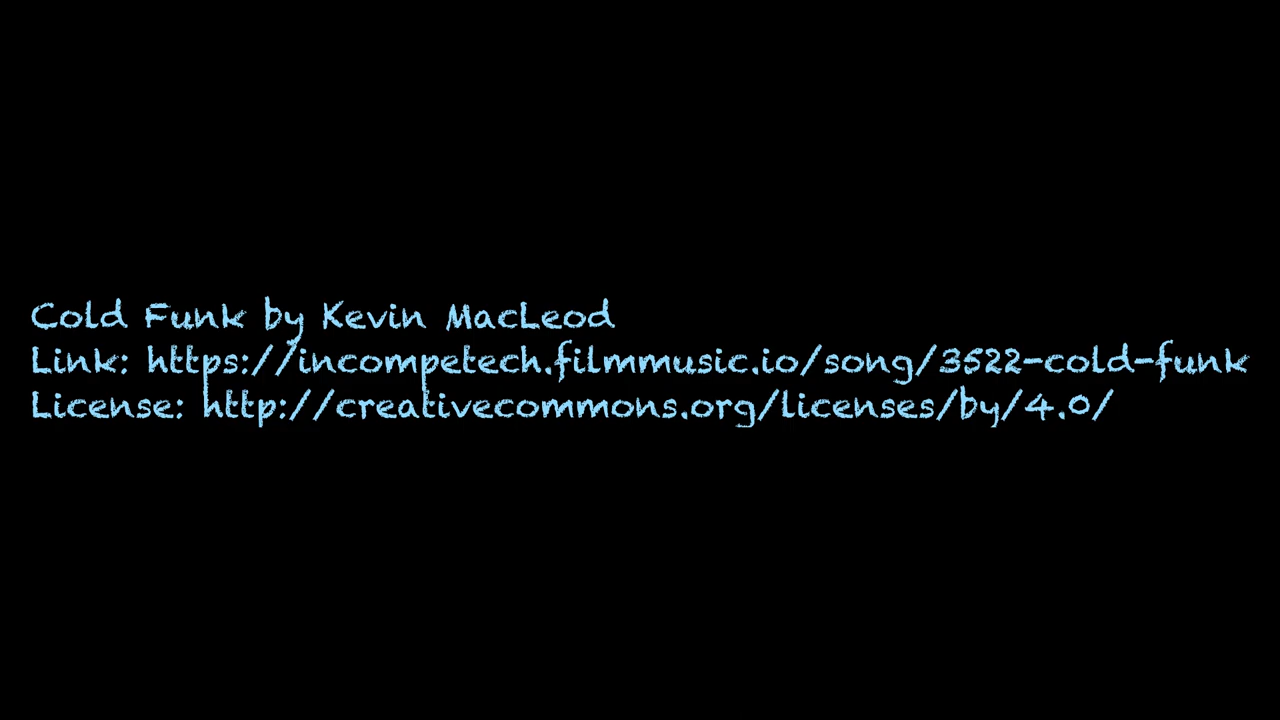 Cold Funk by Kevin MacLeod
Link: https://incompetech.filmmusic.io/song/3522-cold-funk
License: http://creativecommons.org/licenses/by/4.0/